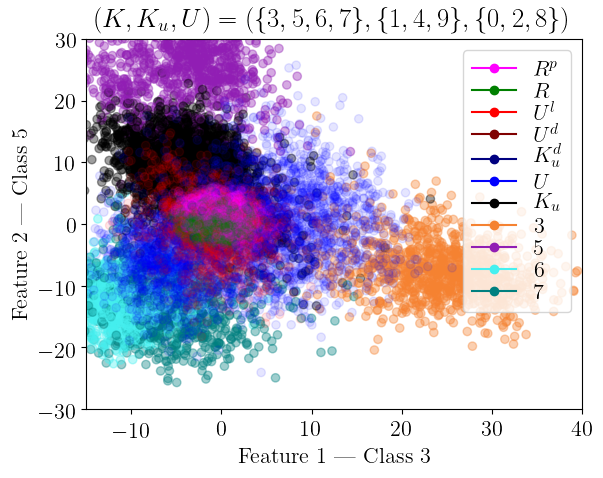 (K, K_u, U) = ({3, 5, 6, 7}, {1, 4, 9}, {0, 2, 8})
30
20
10
0
−10
−20
−30
Feature 2 — Class 5
R^p
R
U^l
U^d
K_u^d
U
K_u
3
5
6
7
−10
0
10
20
30
40
Feature 1 — Class 3